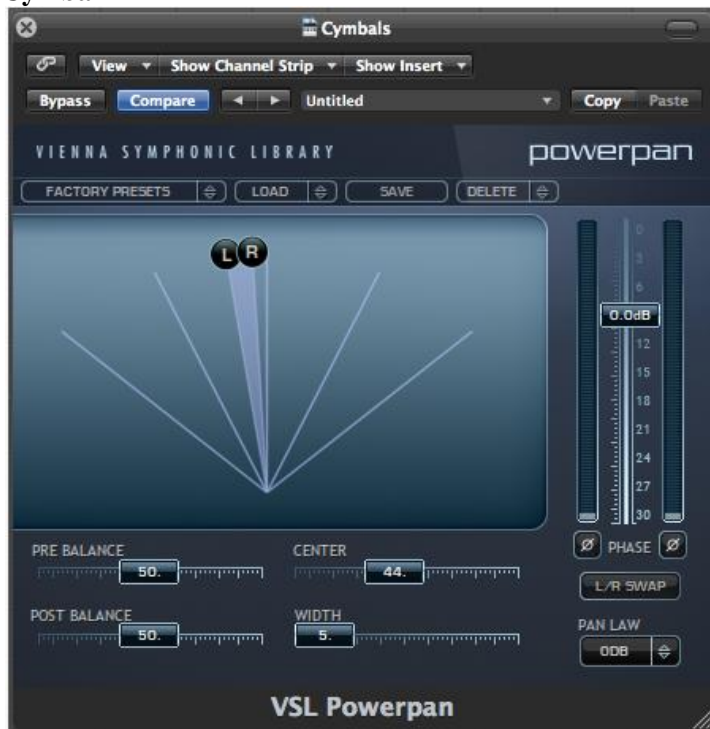 Cymbals
View Show Channel Strip Show Insert
Bypass Compare Untitled Copy Paste
VIENNA SYMPHONIC LIBRARY powerpan
FACTORY PRESETS LOAD SAVE DELETE
L R
0
3
6
0.0dB
12
15
18
21
24
27
30
Ø PHASE Ø
PRE BALANCE CENTER
50. 44.
L/R SWAP
POST BALANCE WIDTH
50. 5.
PAN LAW
0DB
VSL Powerpan